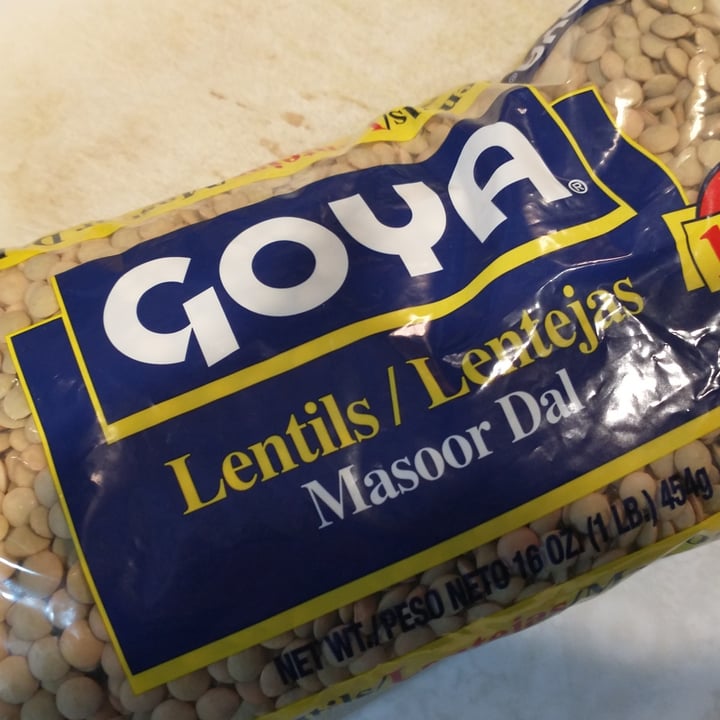 GOYA®
Lentils / Lentejas
Masoor Dal
NET WT./PESO NETO 16 OZ. (1 LB.) 454g